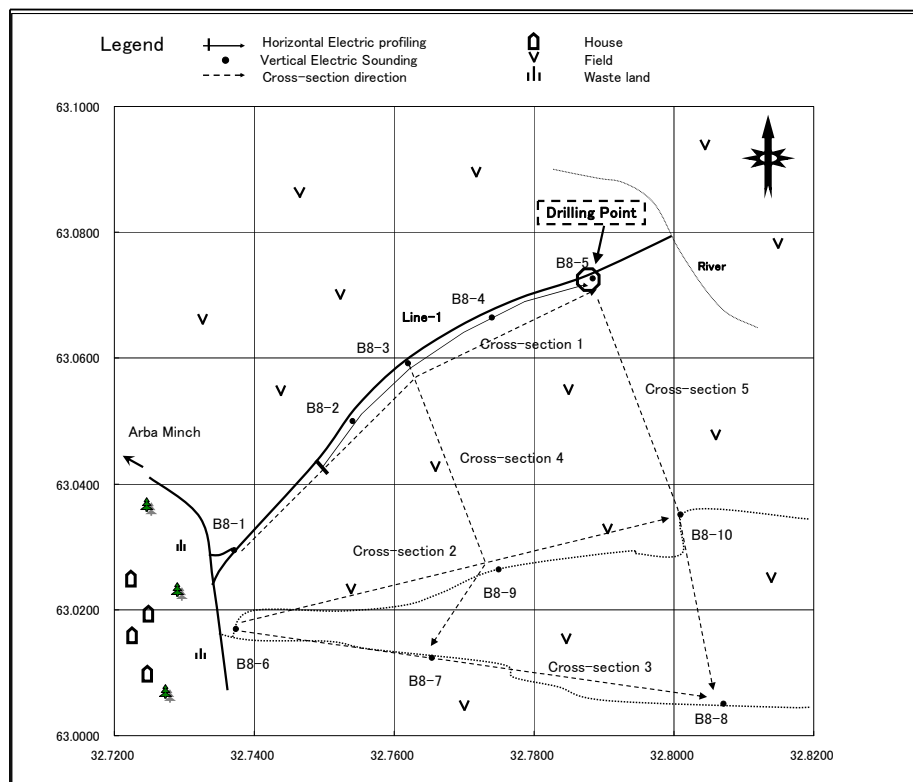 Legend
Horizontal Electric profiling
Vertical Electric Sounding
Cross-section direction
House
Field
Waste land
63.1000
63.0800
63.0600
63.0400
63.0200
63.0000
32.7200
32.7400
32.7600
32.7800
32.8000
32.8200
Drilling Point
B8-5
River
B8-4
Line-1
B8-3
Cross-section 1
Cross-section 5
B8-2
Arba Minch
Cross-section 4
B8-1
B8-10
Cross-section 2
B8-9
B8-6
B8-7
Cross-section 3
B8-8